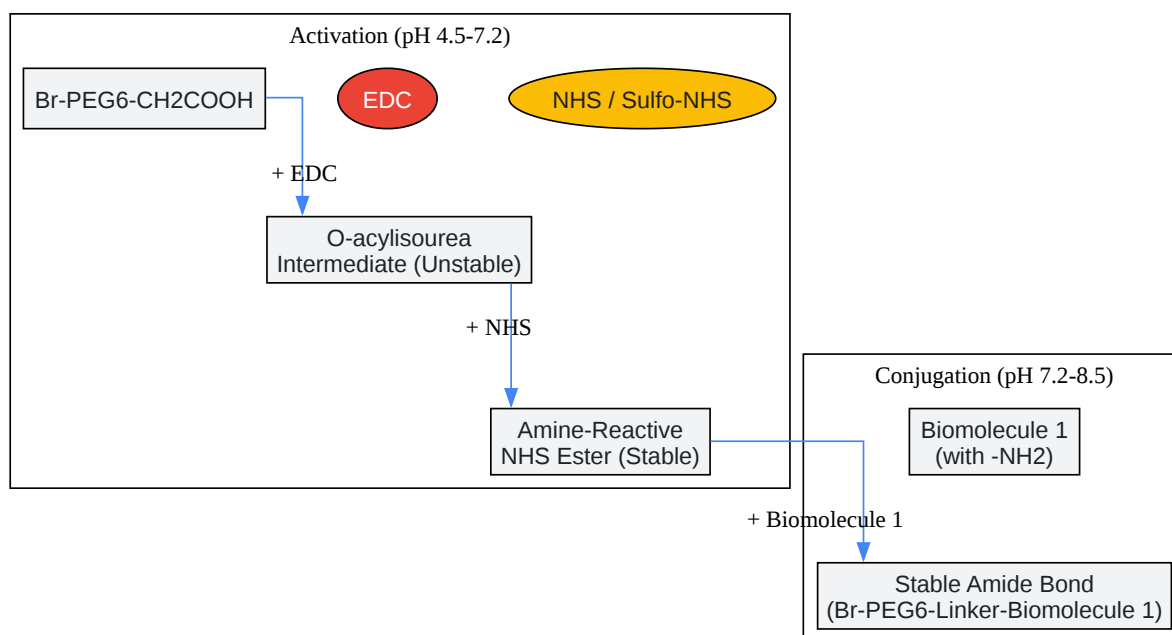 Activation (pH 4.5-7.2)
Br-PEG6-CH2COOH
EDC
NHS / Sulfo-NHS
+ EDC
O-acylisourea
Intermediate (Unstable)
+ NHS
Amine-Reactive
NHS Ester (Stable)
Conjugation (pH 7.2-8.5)
Biomolecule 1
(with -NH2)
+ Biomolecule 1
Stable Amide Bond
(Br-PEG6-Linker-Biomolecule 1)